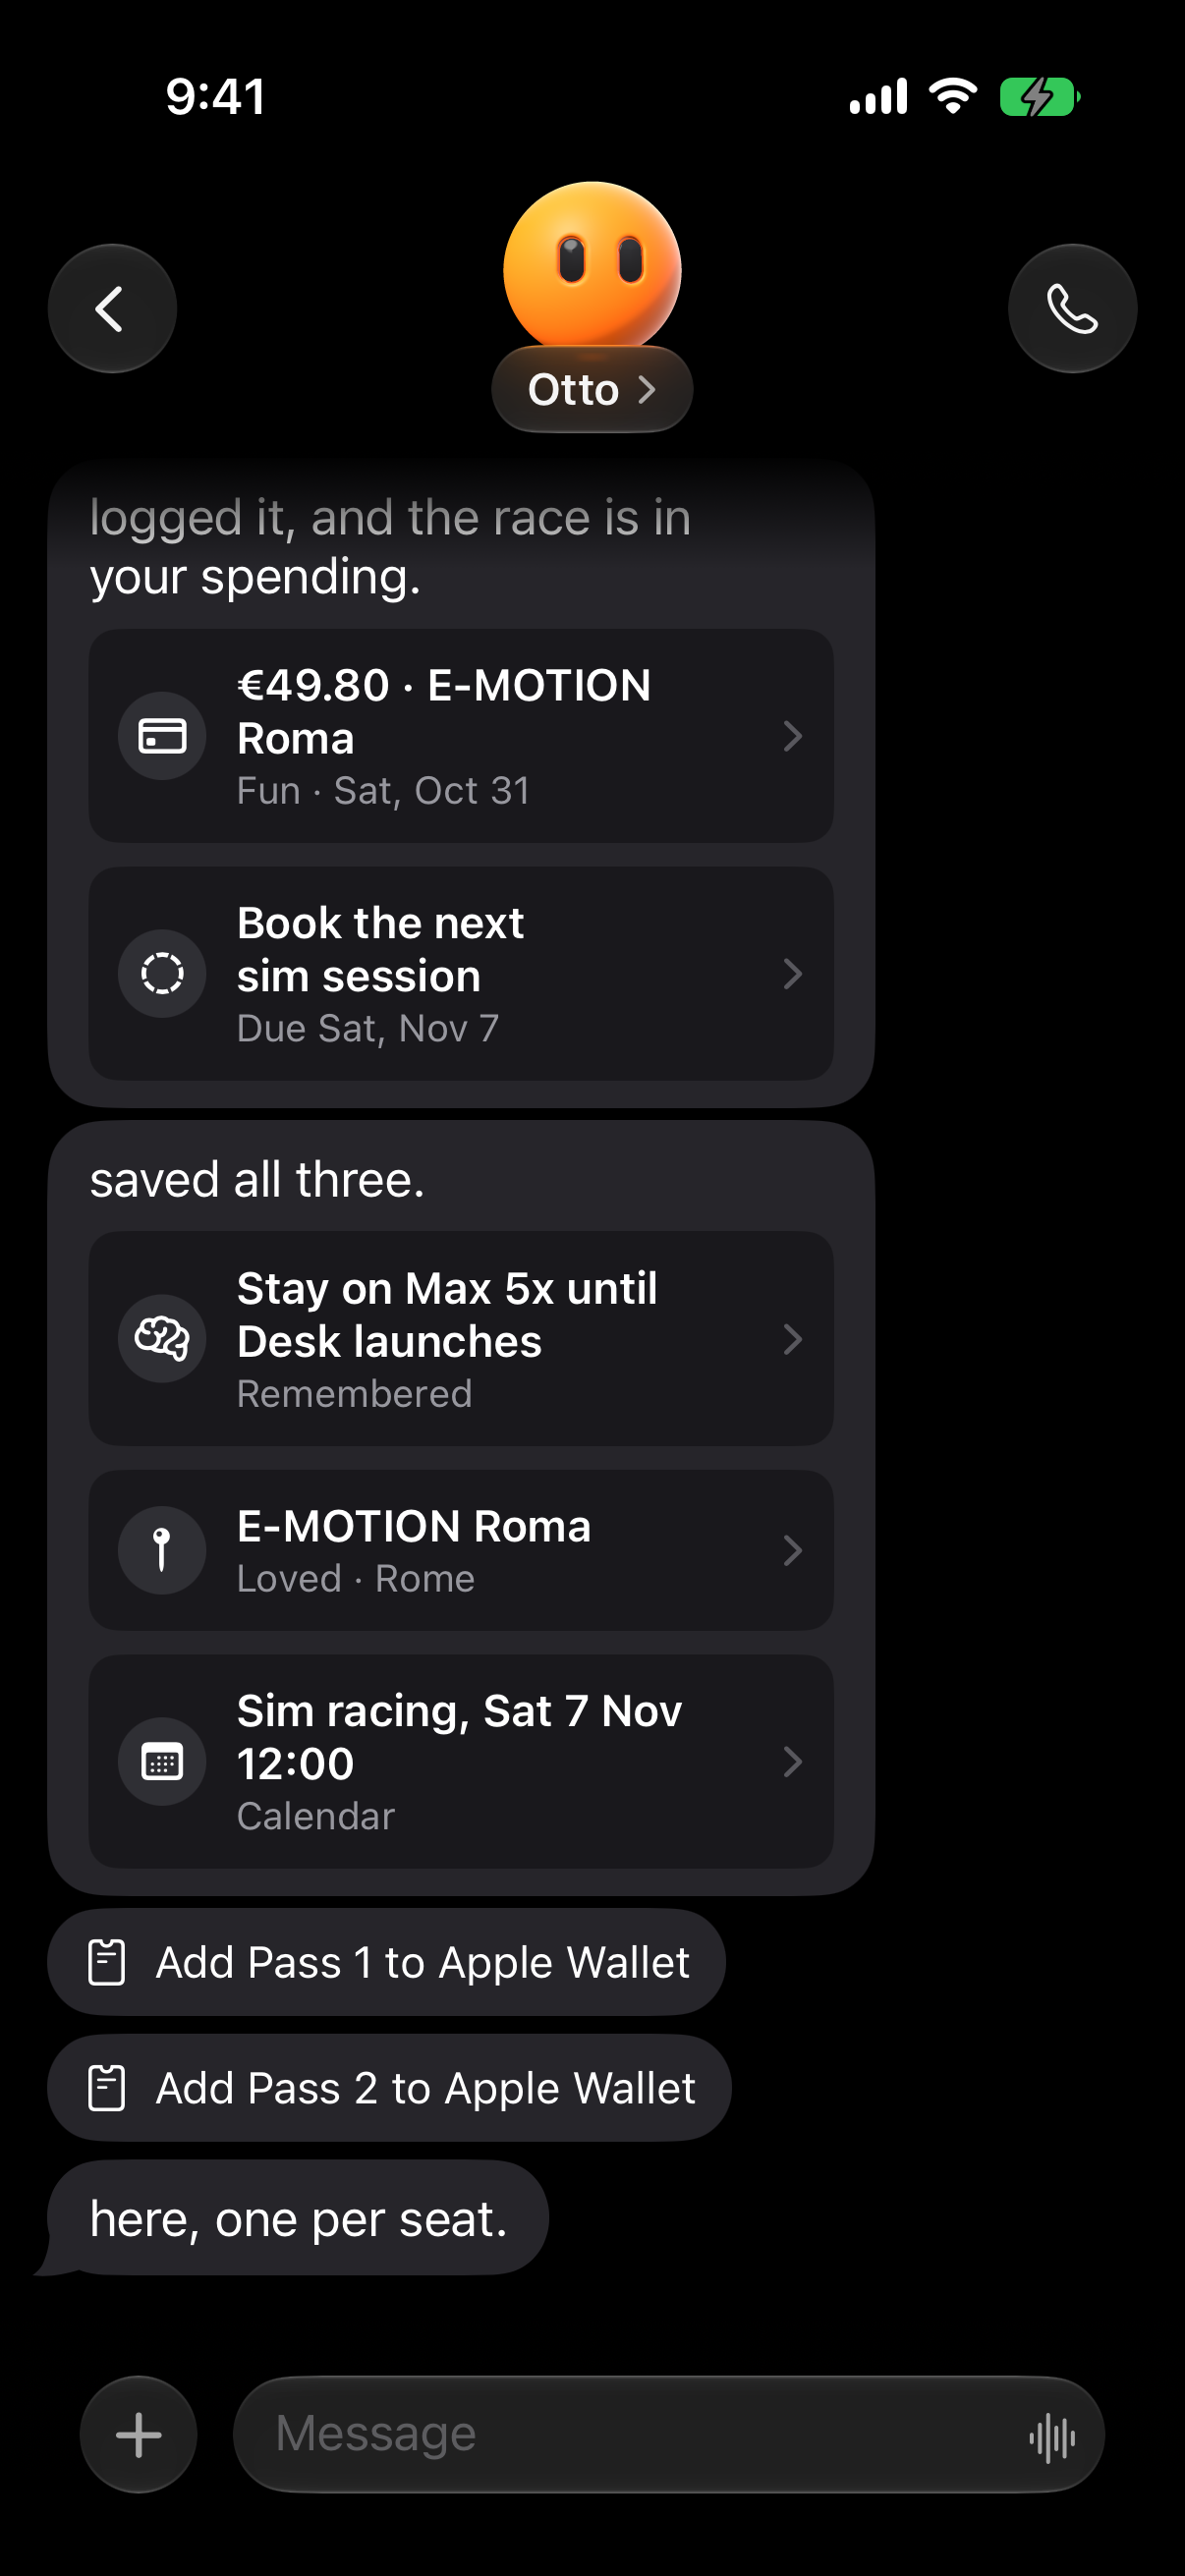 9:41
Otto
logged it, and the race is in
your spending.
€49.80 · E-MOTION
Roma
Fun · Sat, Oct 31
Book the next
sim session
Due Sat, Nov 7
saved all three.
Stay on Max 5x until
Desk launches
Remembered
E-MOTION Roma
Loved · Rome
Sim racing, Sat 7 Nov
12:00
Calendar
Add Pass 1 to Apple Wallet
Add Pass 2 to Apple Wallet
here, one per seat.
Message